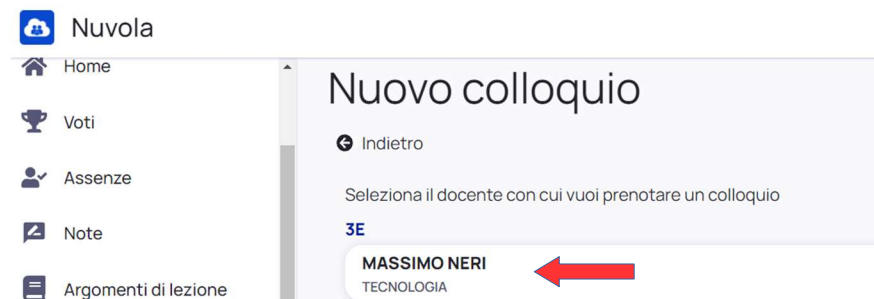 Nuvola
Home
Voti
Assenze
Note
Argomenti di lezione
Nuovo colloquio
Indietro
Seleziona il docente con cui vuoi prenotare un colloquio
3E
MASSIMO NERI
TECNOLOGIA